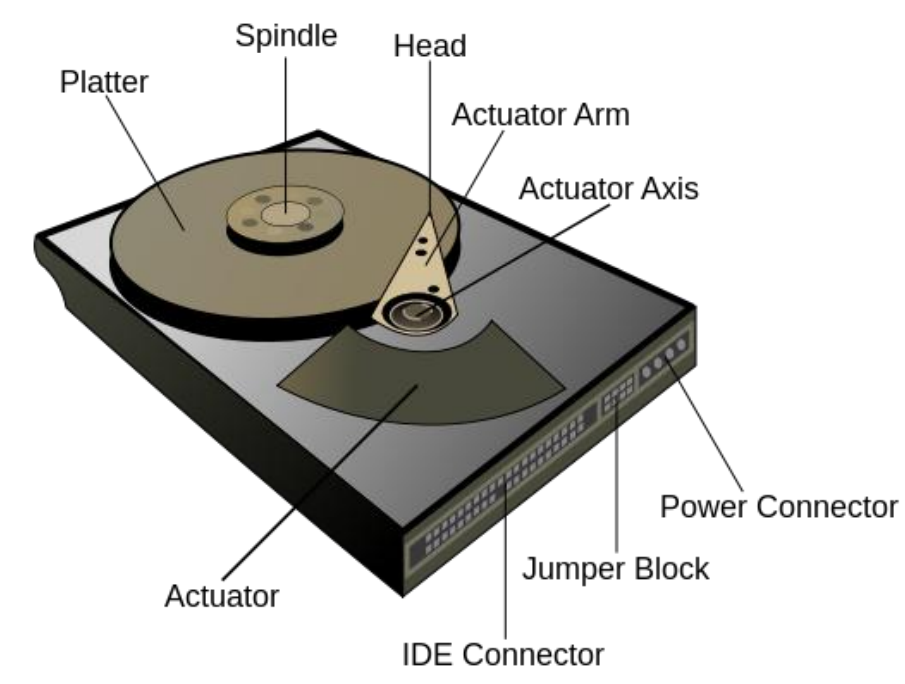 Spindle
Head
Platter
Actuator Arm
Actuator Axis
Power Connector
Jumper Block
Actuator
IDE Connector